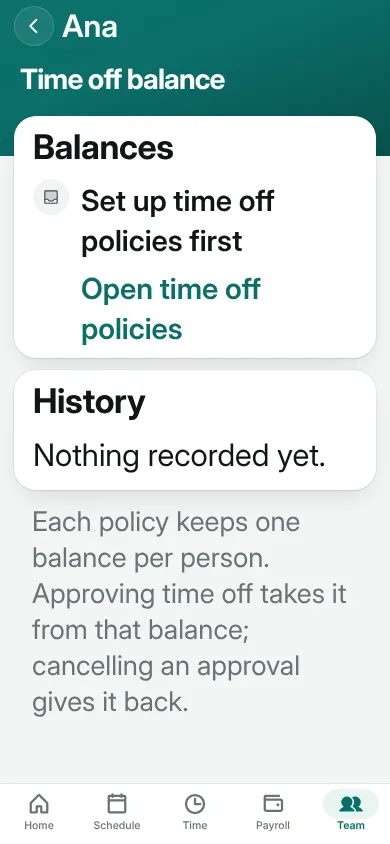 Ana
Time off balance
Balances
Set up time off
policies first
Open time off
policies
History
Nothing recorded yet.
Each policy keeps one
balance per person.
Approving time off takes it
from that balance;
cancelling an approval
gives it back.
Home
Schedule
Time
Payroll
Team